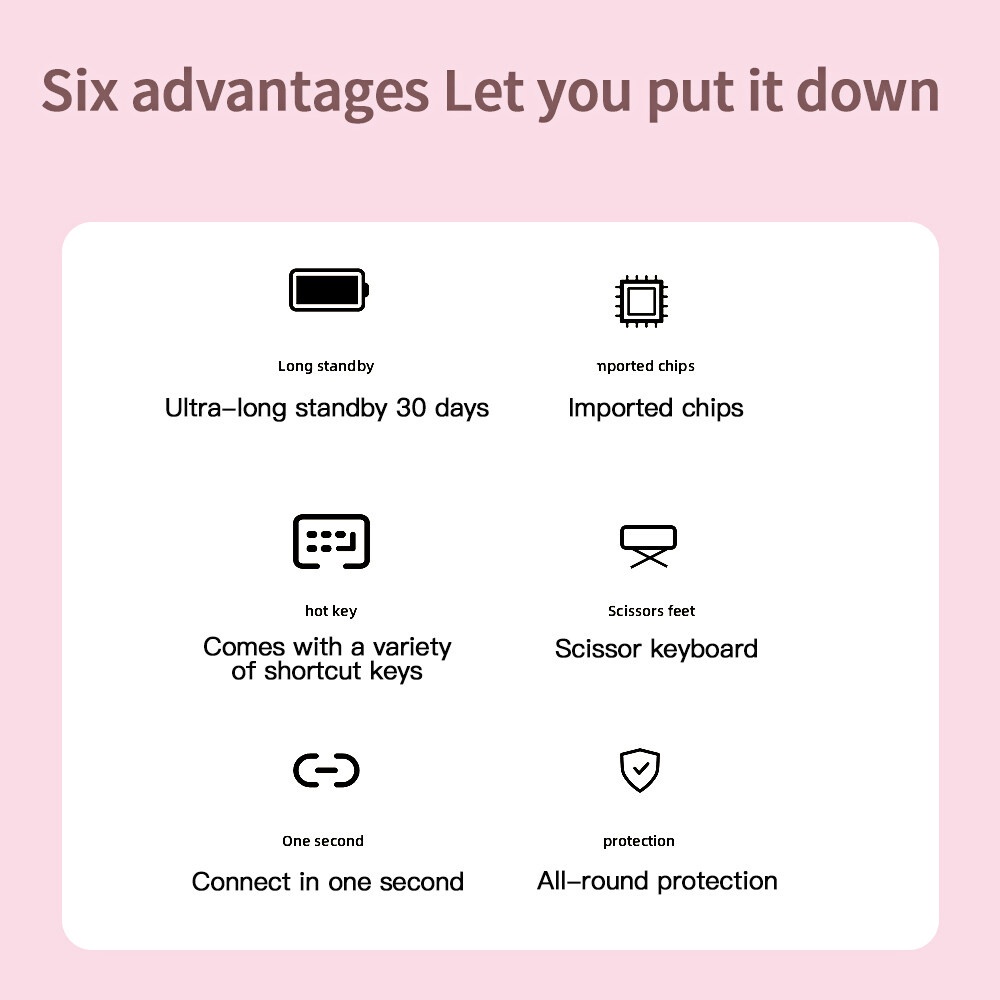 Six advantages Let you put it down
Long standby
Ultra-long standby 30 days
mported chips
Imported chips
hot key
Comes with a variety
of shortcut keys
Scissors feet
Scissor keyboard
One second
Connect in one second
protection
All-round protection